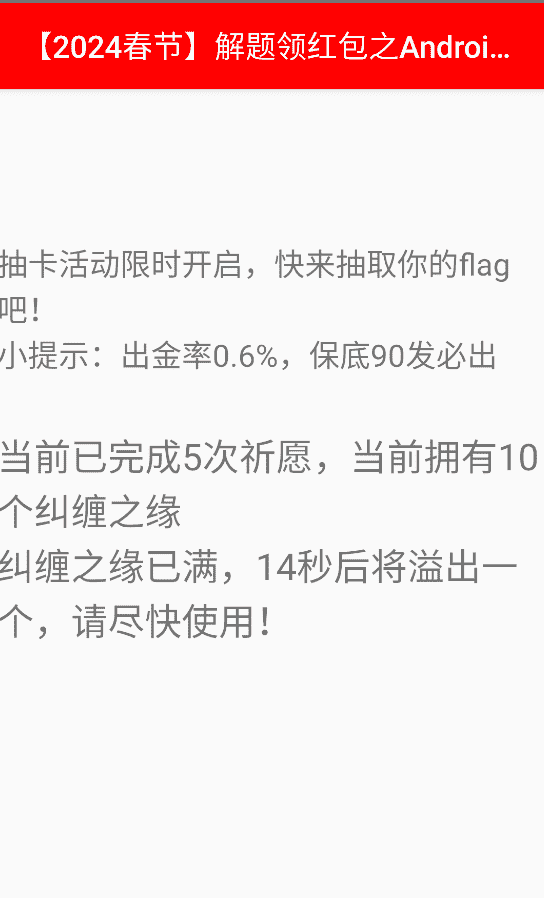 【2024春节】解题领红包之Androi...
抽卡活动限时开启，快来抽取你的flag
吧！
小提示：出金率0.6%，保底90发必出
当前已完成5次祈愿，当前拥有10
个纠缠之缘
纠缠之缘已满，14秒后将溢出一
个，请尽快使用！